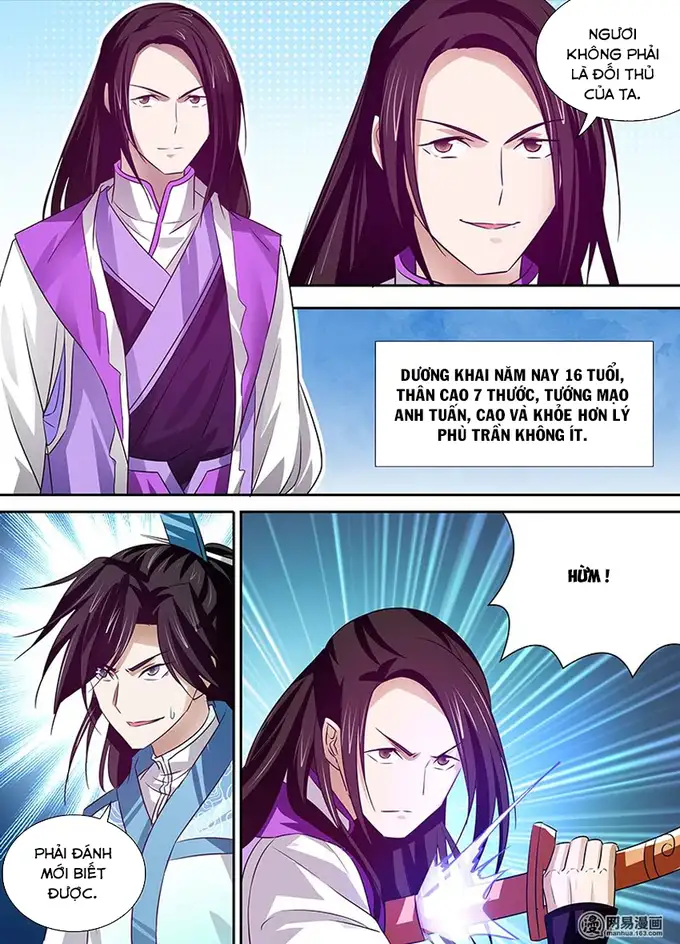 NGƯƠI
KHÔNG PHẢI
LÀ ĐỐI THỦ
CỦA TA.
DƯƠNG KHAI NĂM NAY 16 TUỔI,
THÂN CAO 7 THƯỚC, TƯỚNG MẠO
ANH TUẤN, CAO VÀ KHỎE HƠN LÝ
PHÙ TRẦN KHÔNG ÍT.
PHẢI ĐÁNH
MỚI BIẾT
ĐƯỢC.
HỪM !
网易漫画
manhua.163.com